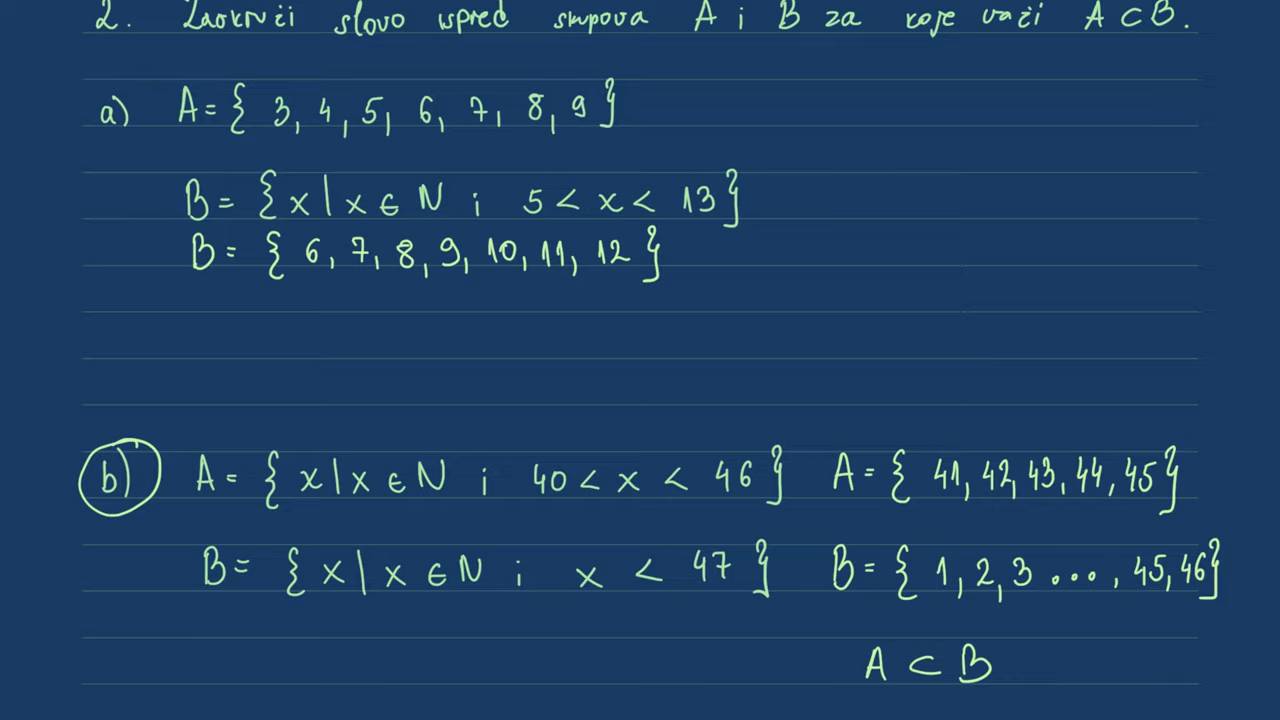 2. Zaokruži slovo ispred skupova A i B za koje važi A ⊂ B.
a) A = { 3, 4, 5, 6, 7, 8, 9 }
B = { x | x ∈ N i 5 < x < 13 }
B = { 6, 7, 8, 9, 10, 11, 12 }
b) A = { x | x ∈ N i 40 < x < 46 } A = { 41, 42, 43, 44, 45 }
B = { x | x ∈ N i x < 47 } B = { 1, 2, 3 ..., 45, 46 }
A ⊂ B